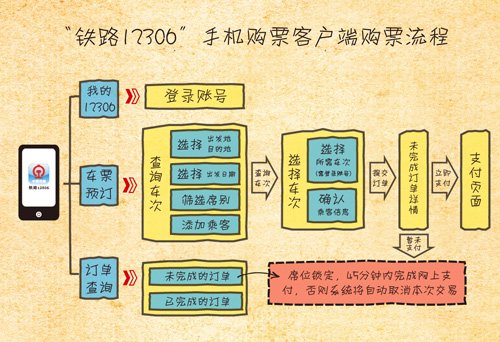 “铁路12306”手机购票客户端购票流程
我的
12306
登录账号
铁路12306
车票
预订
查询车次
选择 出发地
目的地
选择 出发日期
筛选席别
添加乘客
查询
车次
选择车次
选择
所需车次
(需登录账号)
确认
乘客信息
提交
订单
未完成订单详情
立即
支付
支付页面
暂未
支付
订单
查询
未完成的订单
已完成的订单
席位锁定，45分钟内完成网上支
付，否则系统将自动取消本次交易